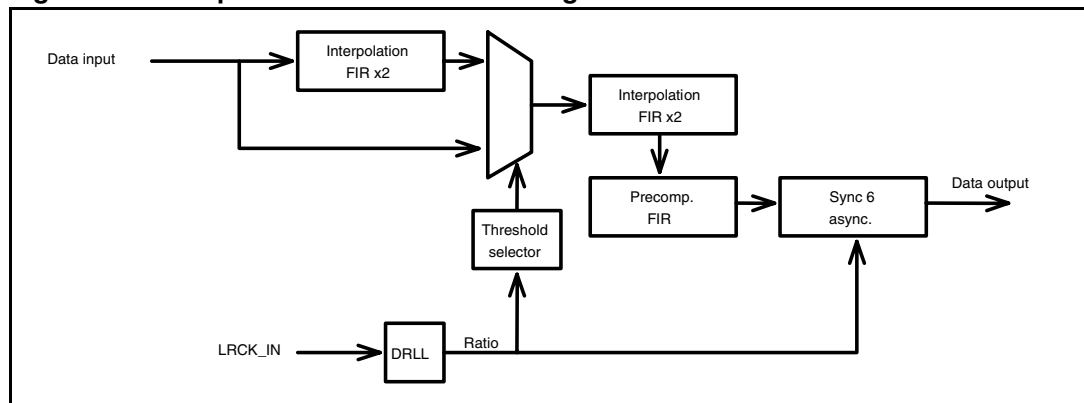 Data input
Interpolation
FIR x2
Interpolation
FIR x2
Precomp.
FIR
Sync 6
async.
Data output
Threshold
selector
LRCK_IN
DRLL
Ratio